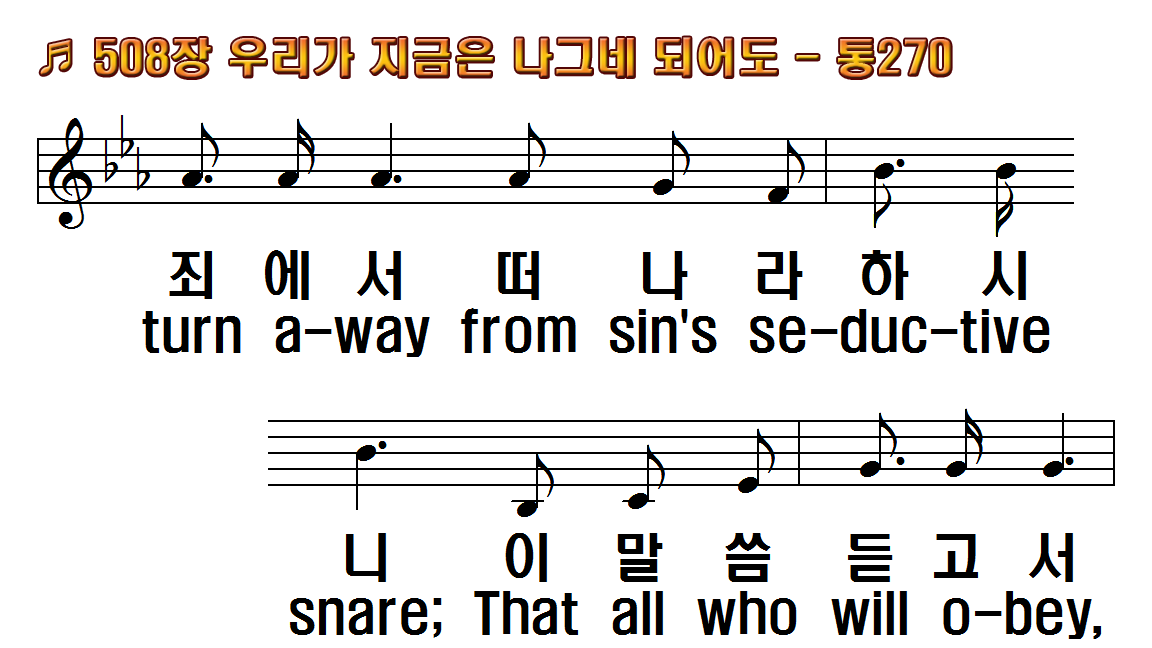 ♬ 508장 우리가 지금은 나그네 되어도 - 통270
죄 에 서 떠 나 라 하 시
turn a-way from sin's se-duc-tive
니 이 말 씀 듣 고 서
snare; That all who will o-bey,